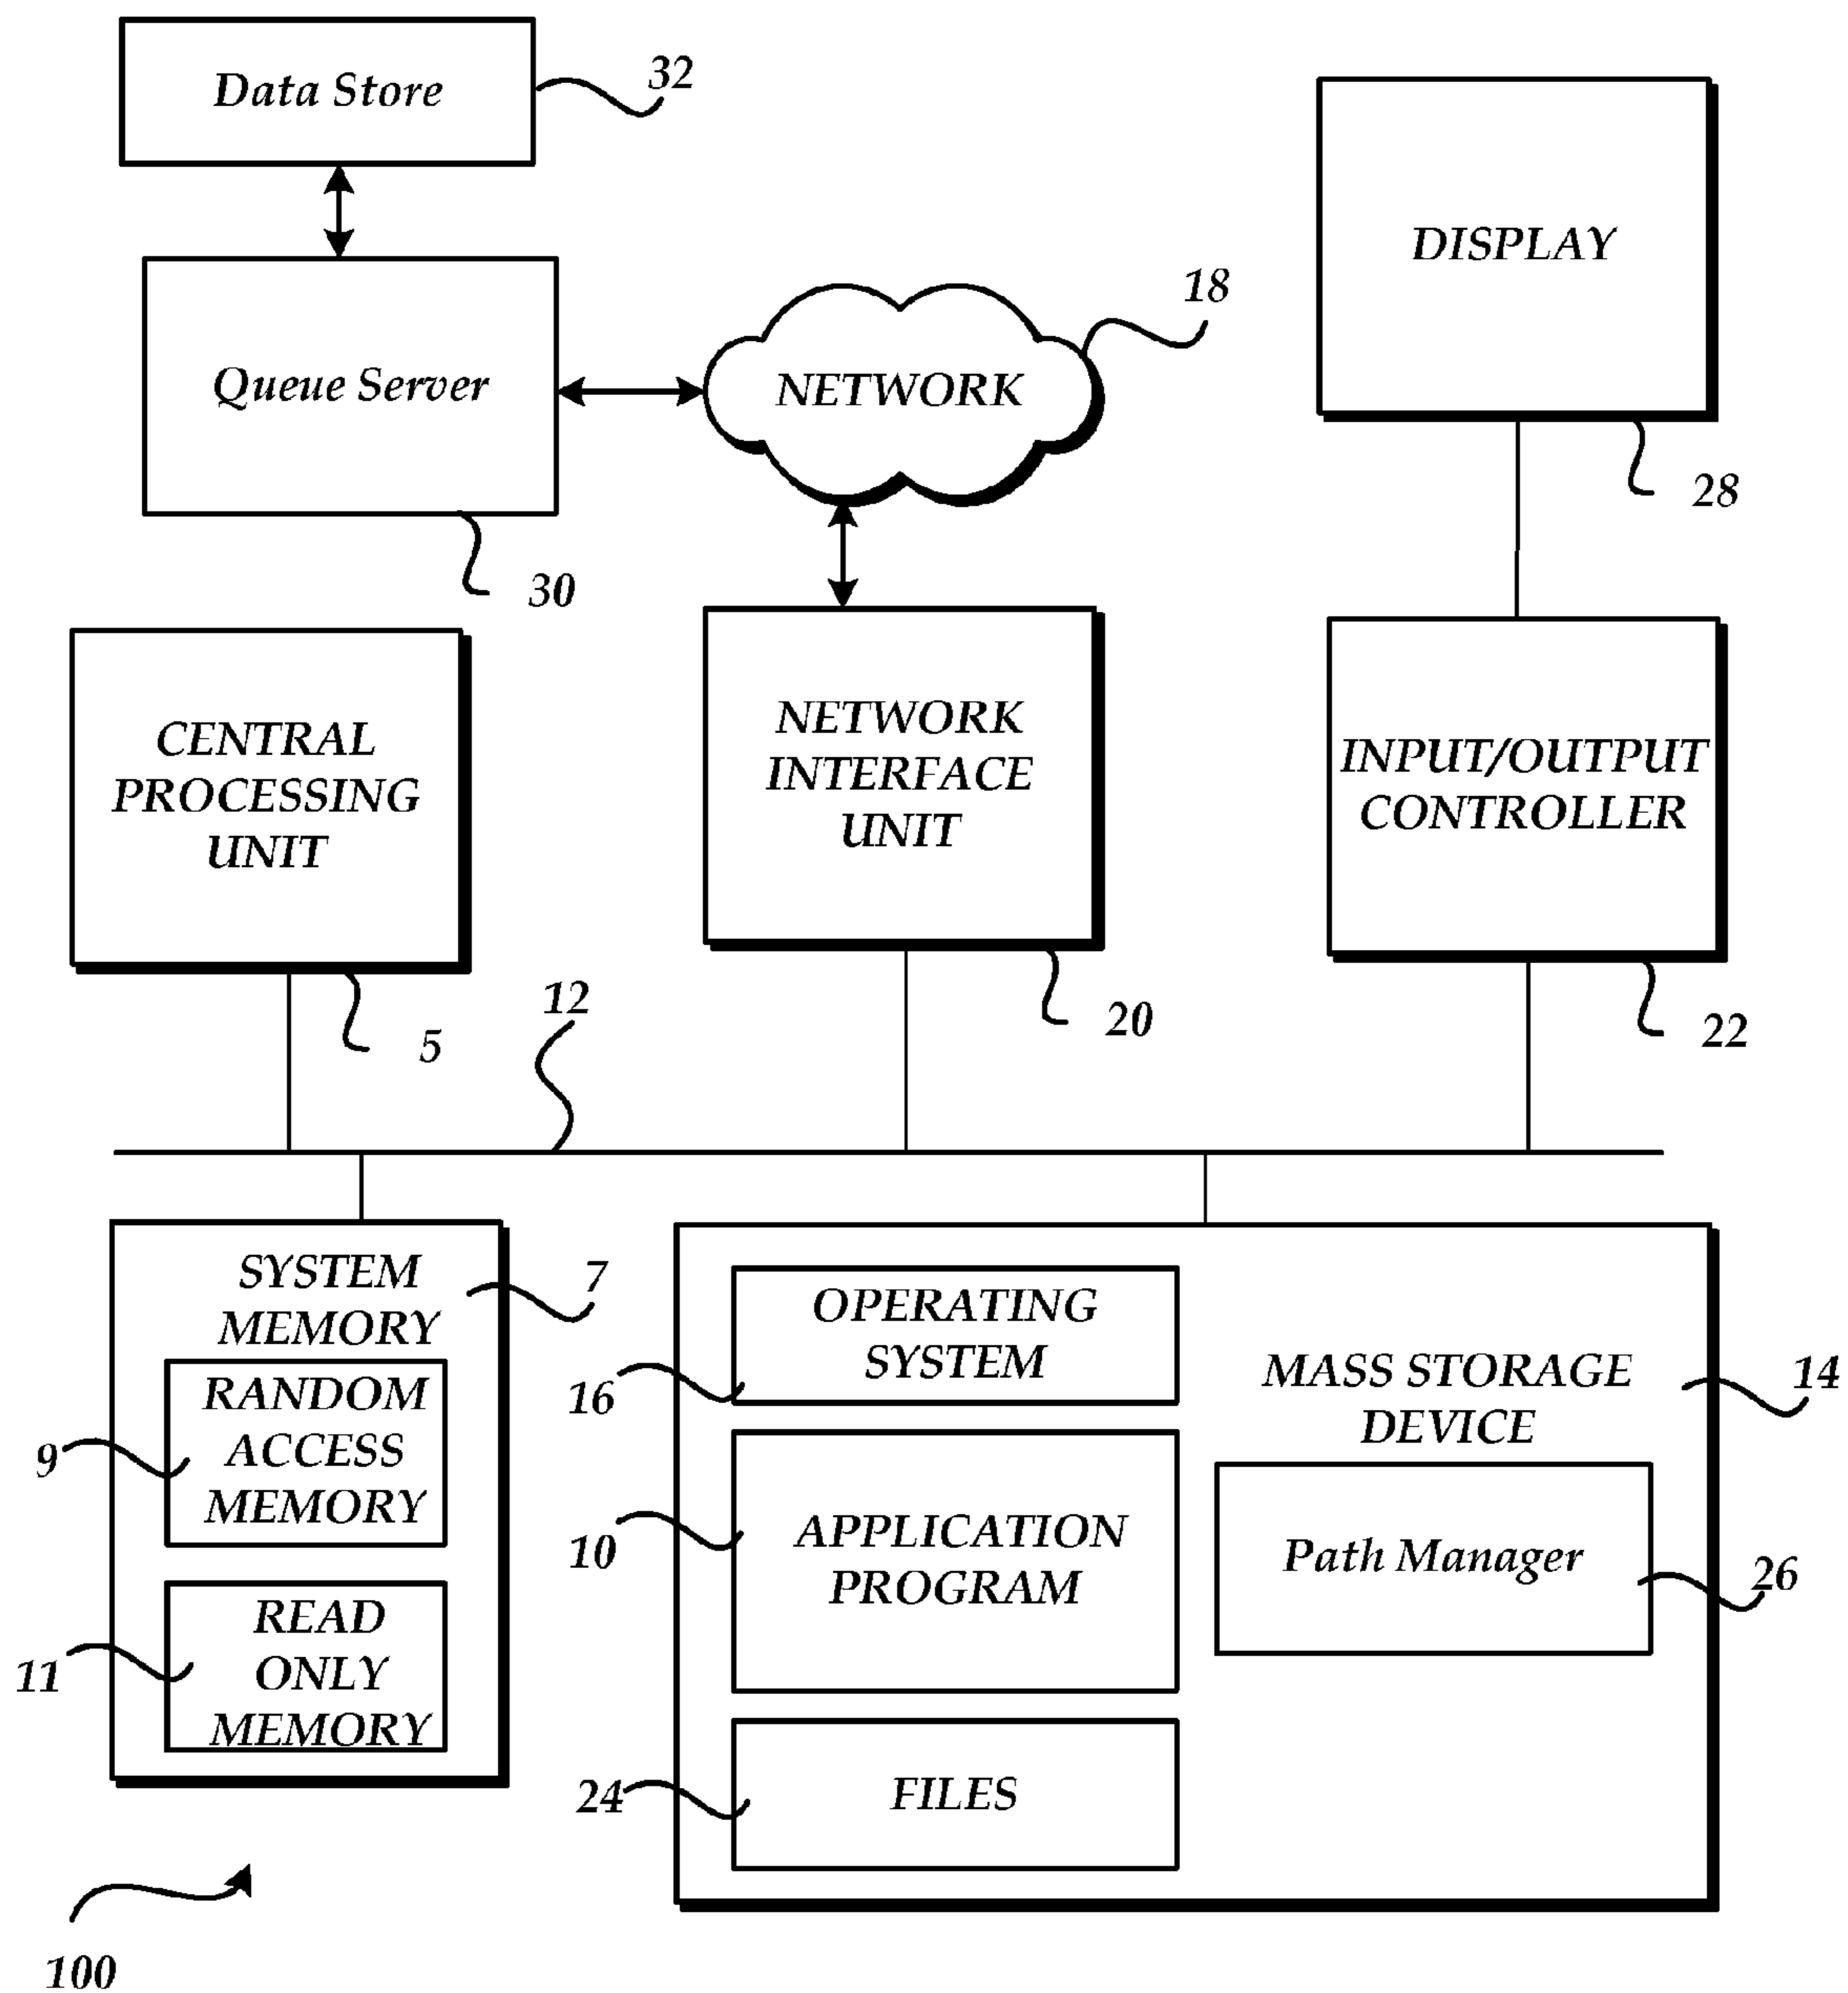 Data Store
32
DISPLAY
28
Queue Server
30
NETWORK
18
CENTRAL
PROCESSING
UNIT
5
NETWORK
INTERFACE
UNIT
20
INPUT/OUTPUT
CONTROLLER
22
12
SYSTEM
MEMORY
7
RANDOM
ACCESS
MEMORY
9
READ
ONLY
MEMORY
11
OPERATING
SYSTEM
16
MASS STORAGE
DEVICE
14
APPLICATION
PROGRAM
10
Path Manager
26
FILES
24
100